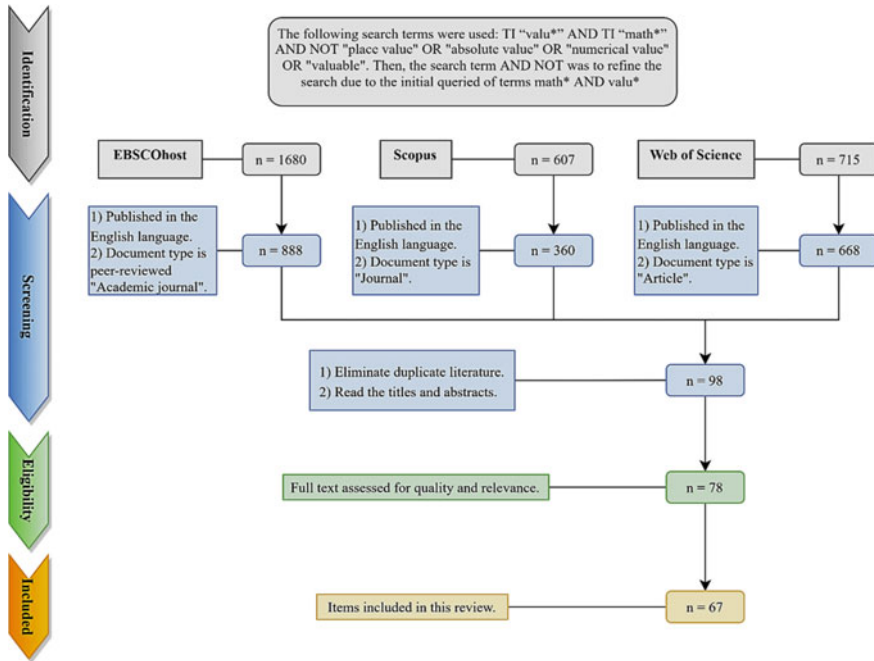 The following search terms were used: TI “valu*” AND TI “math*”
AND NOT "place value" OR "absolute value" OR "numerical value"
OR "valuable". Then, the search term AND NOT was to refine the
search due to the initial queried of terms math* AND valu*
Identification
EBSCOhost
n = 1680
Scopus
n = 607
Web of Science
n = 715
Screening
1) Published in the
English language.
2) Document type is
peer-reviewed
"Academic journal".
n = 888
1) Published in the
English language.
2) Document type is
"Journal".
n = 360
1) Published in the
English language.
2) Document type is
"Article".
n = 668
1) Eliminate duplicate literature.
2) Read the titles and abstracts.
n = 98
Eligibility
Full text assessed for quality and relevance.
n = 78
Included
Items included in this review.
n = 67